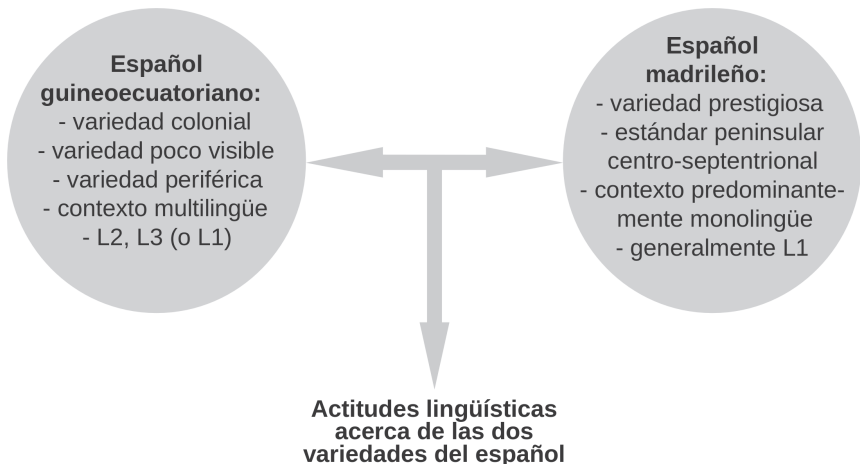 Español
guineoecuatoriano:
- variedad colonial
- variedad poco visible
- variedad periférica
- contexto multilingüe
- L2, L3 (o L1)
Español
madrileño:
- variedad prestigiosa
- estándar peninsular
centro-septentrional
- contexto predominante-
mente monolingüe
- generalmente L1
Actitudes lingüísticas
acerca de las dos
variedades del español